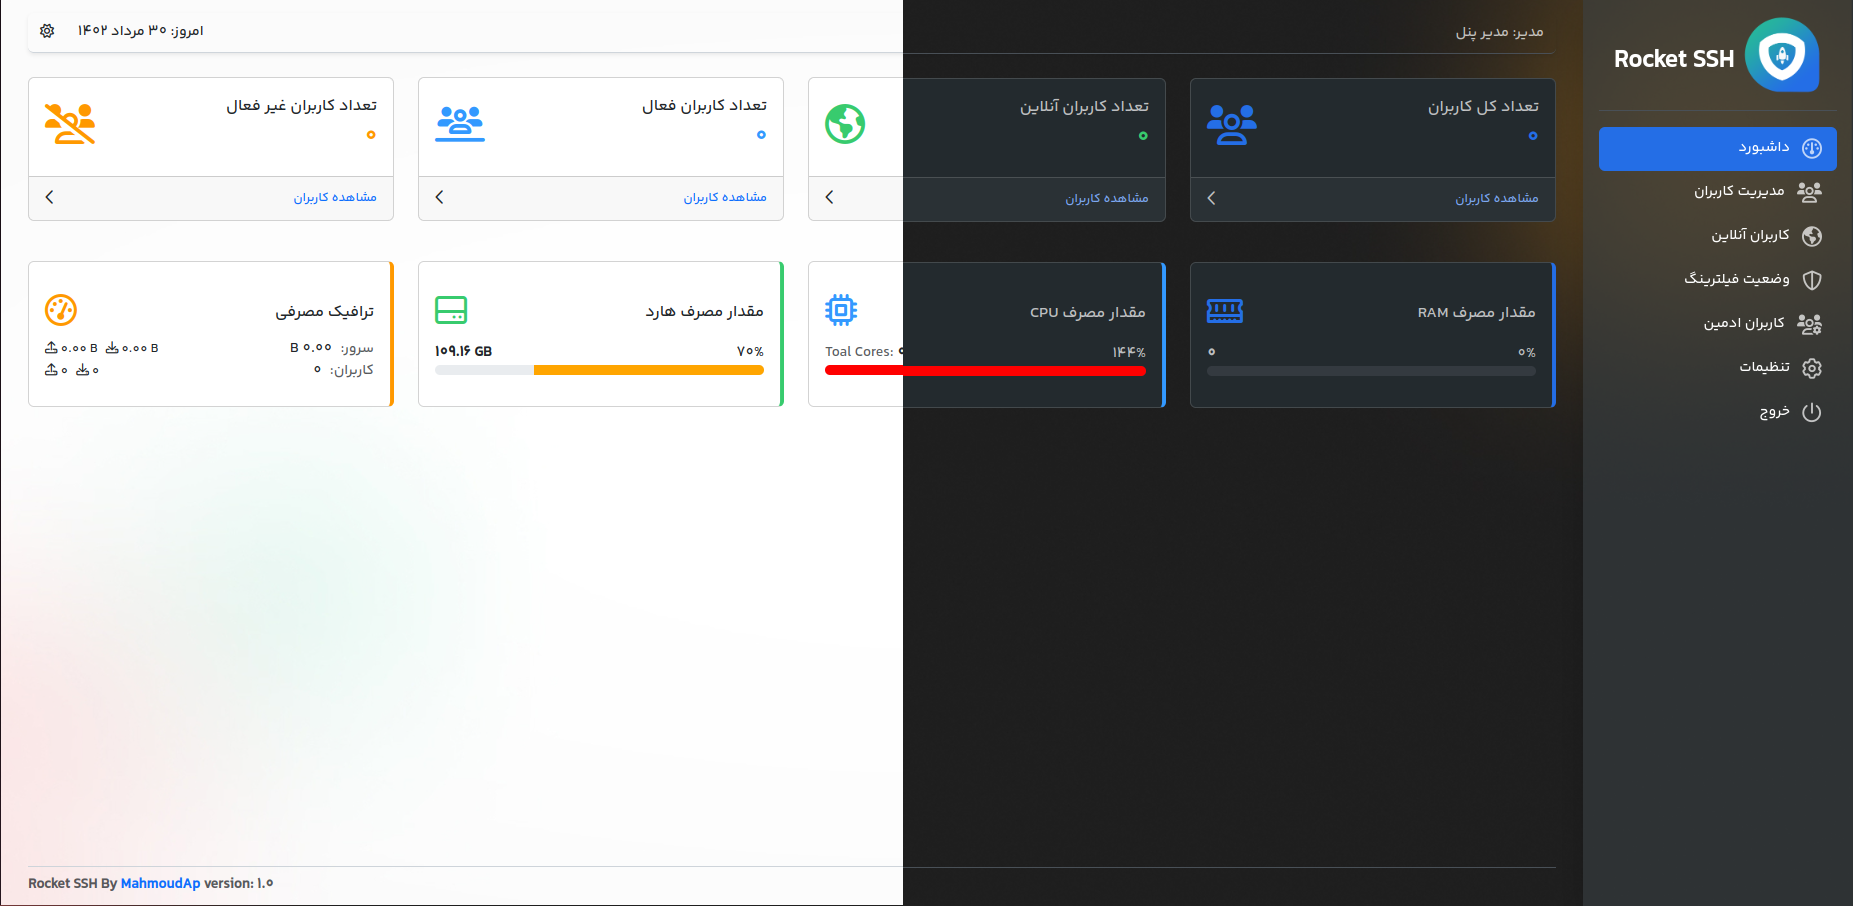 Rocket SSH
داشبورد
مدیریت کاربران
کاربران آنلاین
وضعیت فیلترینگ
کاربران ادمین
تنظیمات
خروج
مدیر: مدیر پنل
امروز: ۳۰ مرداد ۱۴۰۲
تعداد کل کاربران
۰
مشاهده کاربران
تعداد کاربران آنلاین
۰
مشاهده کاربران
تعداد کاربران فعال
۰
مشاهده کاربران
تعداد کاربران غیر فعال
۰
مشاهده کاربران
مقدار مصرف RAM
۰%
۰
مقدار مصرف CPU
۱۴۴%
Toal Cores:
مقدار مصرف هارد
۷۰%
۱۰۹.۱۶ GB
ترافیک مصرفی
سرور: ۰.۰۰ B
۰.۰۰ B ۰.۰۰ B
کاربران: ۰
۰ ۰
Rocket SSH By MahmoudAp version: ۱.۰